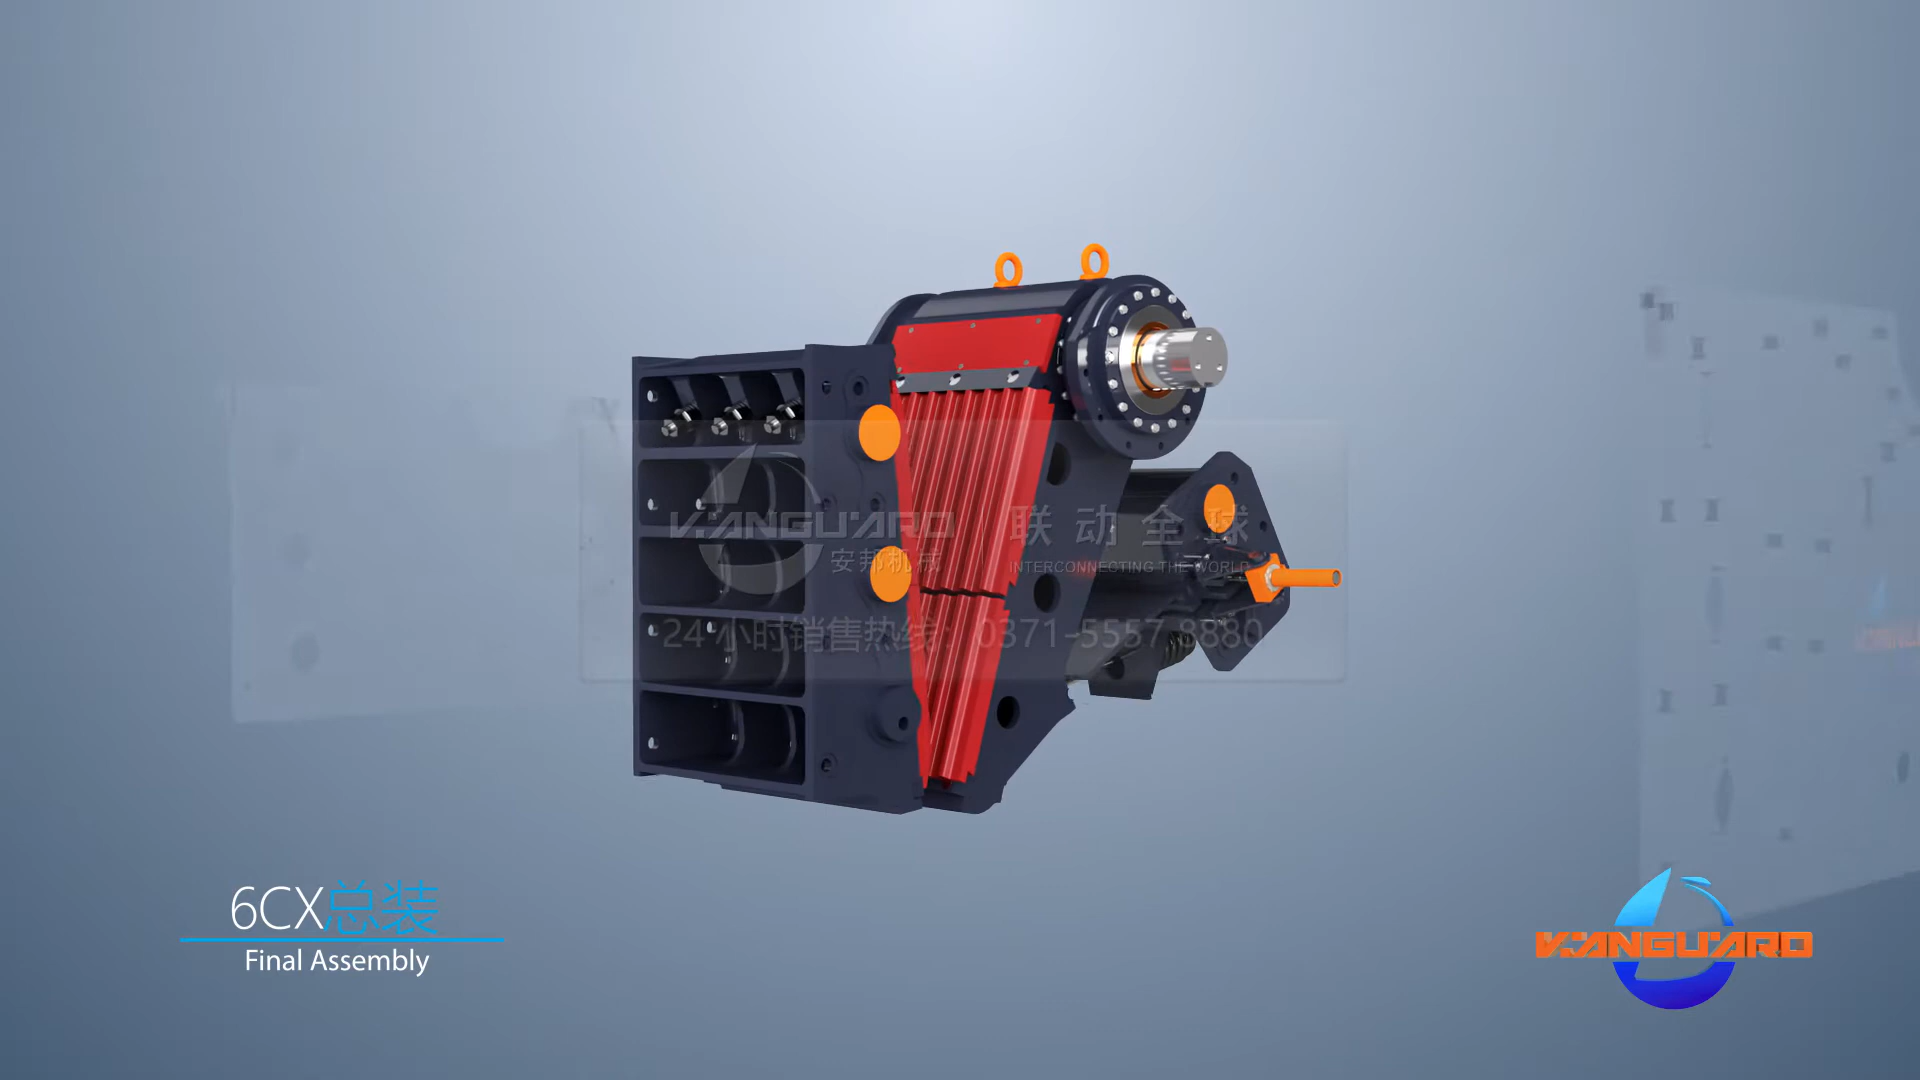 VANGUARD
安邦机械
联动全球
INTERCONNECTING THE WORLD
24小时销售热线：0371-5557 8880
6CX总装
Final Assembly
VANGUARD